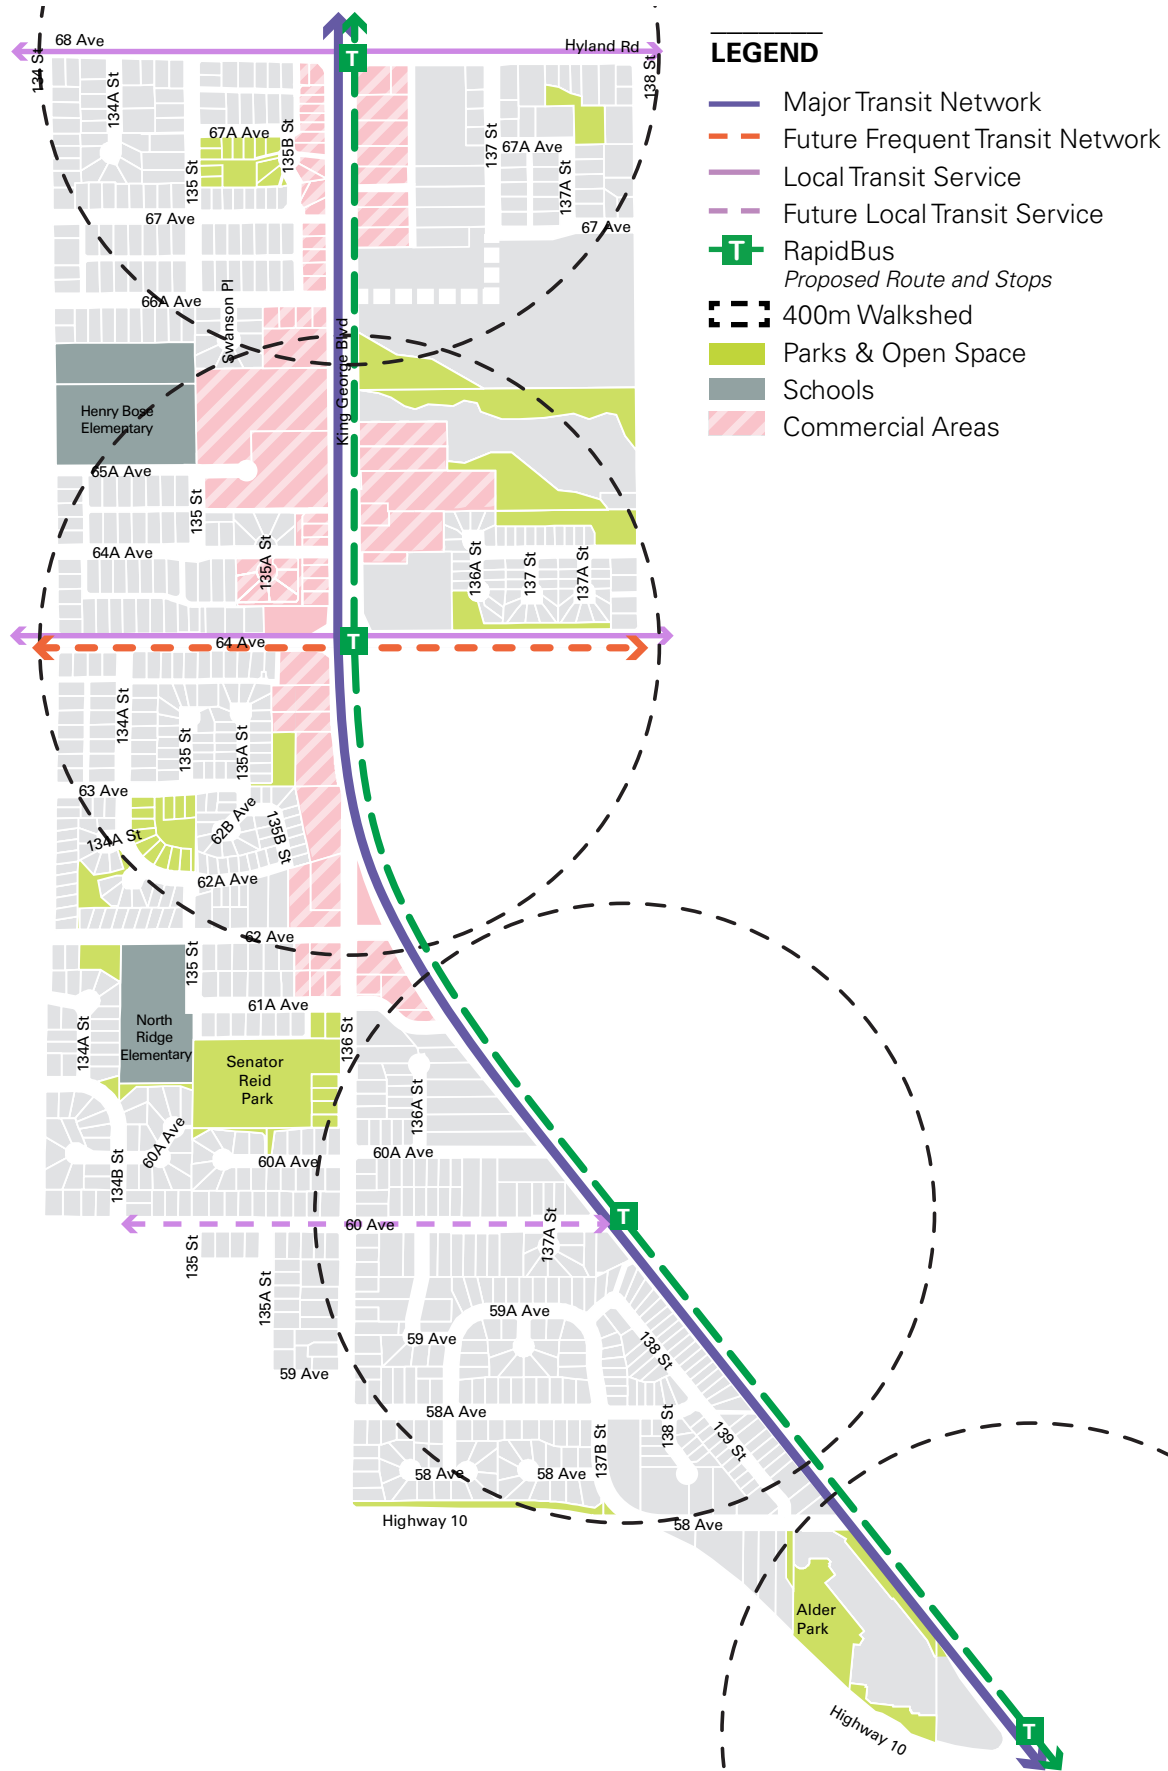 68 Ave
Hyland Rd
134 St
134A St
67A Ave
135B St
135 St
67 Ave
137 St
67A Ave
137A St
138 St
67 Ave
66A Ave
Swanson Pl
King George Blvd
Henry Bose
Elementary
65A Ave
135 St
64A Ave
135A St
136A St
137 St
137A St
64 Ave
T
T
134A St
135 St
135A St
63 Ave
62B Ave
135B St
134A St
62A Ave
62 Ave
135 St
61A Ave
134A St
North
Ridge
Elementary
Senator
Reid
Park
136 St
136A St
60A Ave
60A Ave
60A Ave
134B St
60 Ave
T
135 St
137A St
135A St
59A Ave
59 Ave
138 St
59 Ave
58A Ave
137B St
138 St
139 St
58 Ave
58 Ave
Highway 10
58 Ave
Alder
Park
Highway 10
T
LEGEND
Major Transit Network
Future Frequent Transit Network
Local Transit Service
Future Local Transit Service
T
RapidBus
Proposed Route and Stops
400m Walkshed
Parks & Open Space
Schools
Commercial Areas